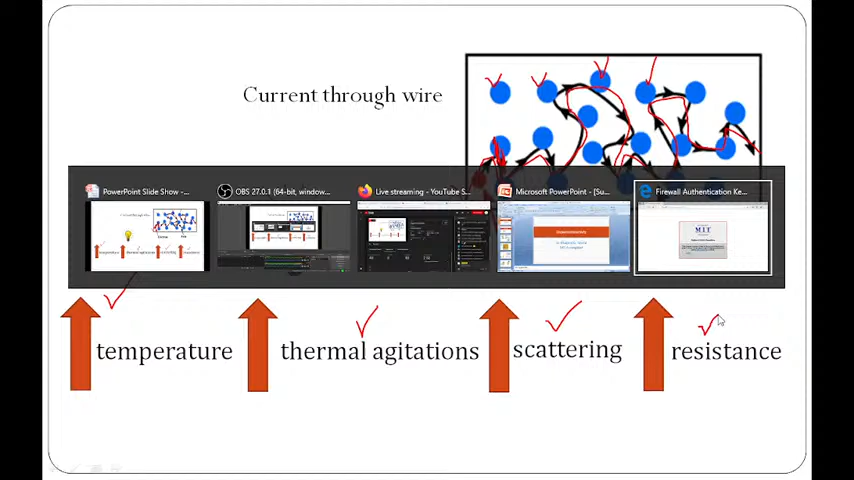 Current through wire
PowerPoint Slide Show -...
OBS 27.0.1 (64-bit, window...
Live streaming - YouTube S...
Microsoft PowerPoint - [Su...
Firewall Authentication Ke...
MIT
temperature
thermal agitations
scattering
resistance